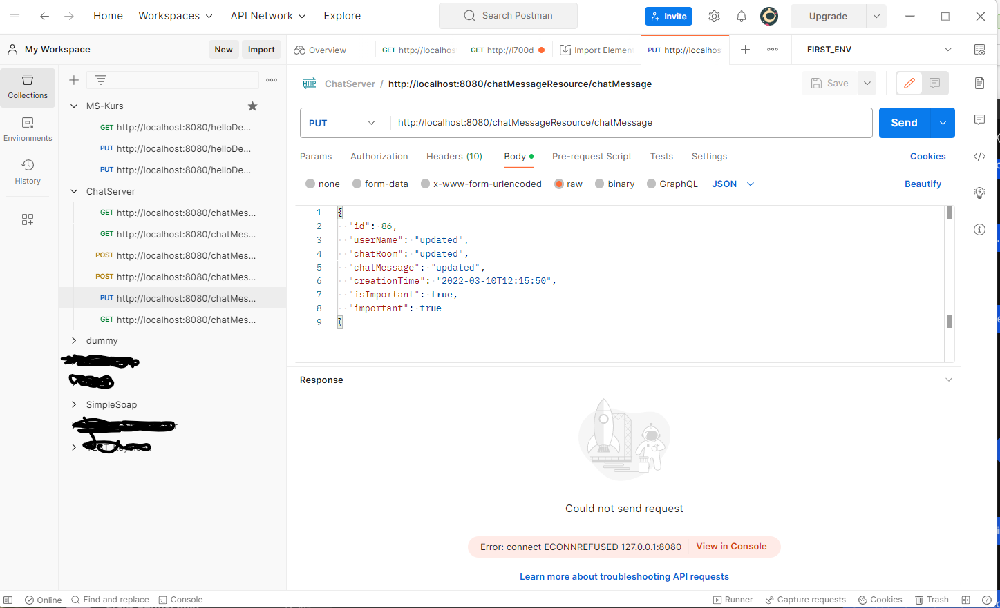 Home Workspaces API Network Explore Search Postman Invite Upgrade
My Workspace New Import Overview GET http://localhos GET http://l700d Import Elemen PUT http://localhos FIRST_ENV
Collections
Environments
History
MS-Kurs
GET http://localhost:8080/helloDe...
PUT http://localhost:8080/helloDe...
PUT http://localhost:8080/helloDe...
ChatServer
GET http://localhost:8080/chatMes...
GET http://localhost:8080/chatMes...
POST http://localhost:8080/chatMes...
POST http://localhost:8080/chatMes...
PUT http://localhost:8080/chatMes...
GET http://localhost:8080/chatMes...
dummy
SimpleSoap
HTTP ChatServer / http://localhost:8080/chatMessageResource/chatMessage Save
PUT http://localhost:8080/chatMessageResource/chatMessage Send
Params Authorization Headers (10) Body Pre-request Script Tests Settings Cookies
none form-data x-www-form-urlencoded raw binary GraphQL JSON Beautify
1 {
2 "id": 86,
3 "userName": "updated",
4 "chatRoom": "updated",
5 "chatMessage": "updated",
6 "creationTime": "2022-03-10T12:15:50",
7 "isImportant": true,
8 "important": true
9 }
Response
Could not send request
Error: connect ECONNREFUSED 127.0.0.1:8080 View in Console
Learn more about troubleshooting API requests
Online Find and replace Console Runner Capture requests Cookies Trash